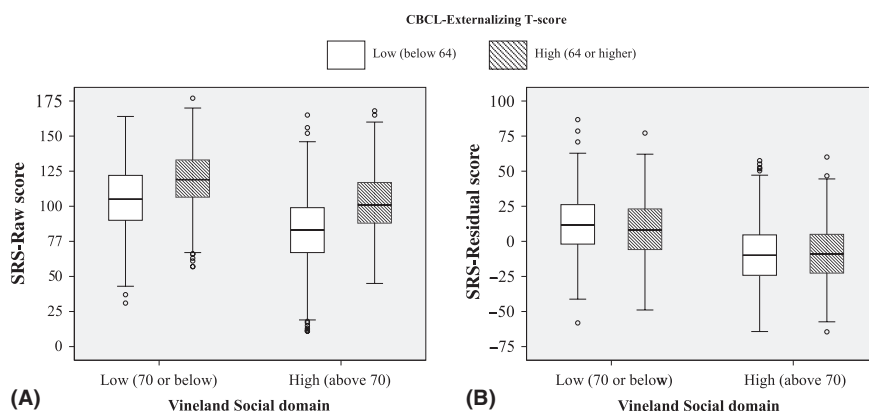 CBCL-Externalizing T-score
Low (below 64) High (64 or higher)
(A)
SRS-Raw score
175
150
125
100
77
50
25
0
Low (70 or below) High (above 70)
Vineland Social domain
(B)
SRS-Residual score
100
75
50
25
0
−25
−50
−75
Low (70 or below) High (above 70)
Vineland Social domain